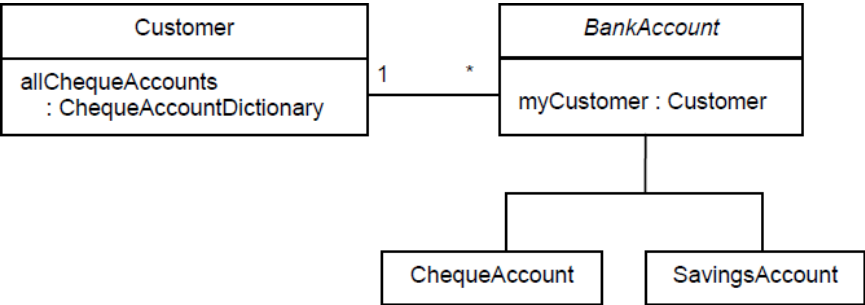 Customer
allChequeAccounts
: ChequeAccountDictionary
1
*
BankAccount
myCustomer : Customer
ChequeAccount
SavingsAccount